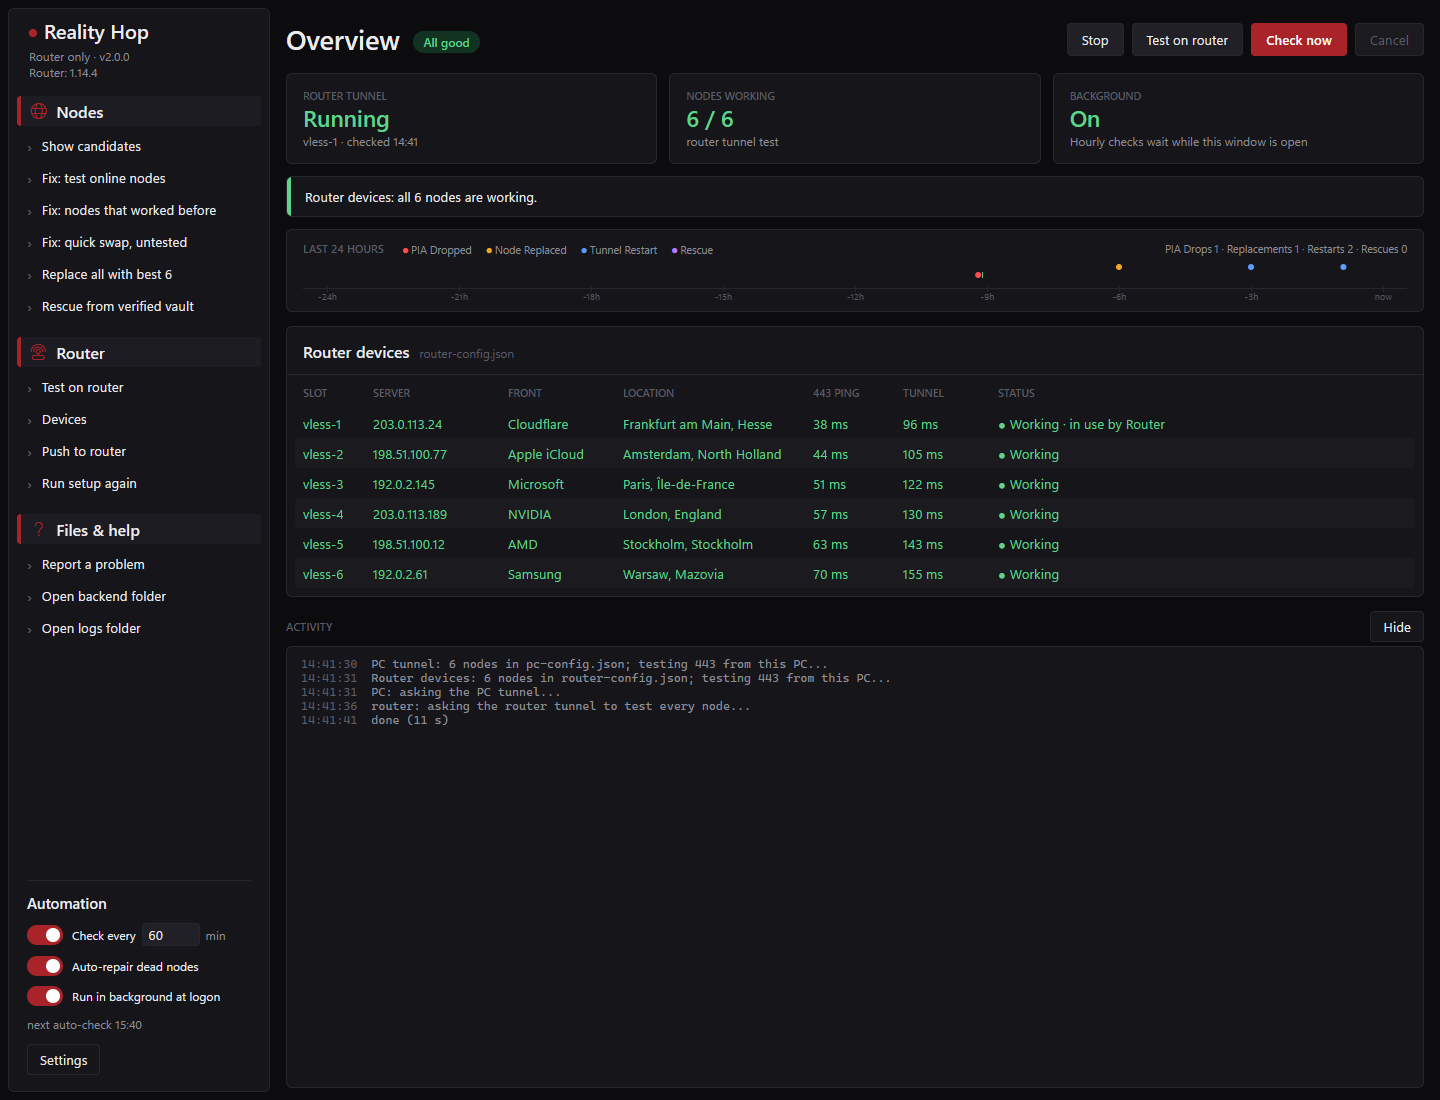 Reality Hop
Router only · v2.0.0
Router: 1.14.4
Nodes
Show candidates
Fix: test online nodes
Fix: nodes that worked before
Fix: quick swap, untested
Replace all with best 6
Rescue from verified vault
Router
Test on router
Devices
Push to router
Run setup again
Files & help
Report a problem
Open backend folder
Open logs folder
Automation
Check every 60 min
Auto-repair dead nodes
Run in background at logon
next auto-check 15:40
Settings
Overview All good
Stop Test on router Check now Cancel
ROUTER TUNNEL
Running
vless-1 · checked 14:41
NODES WORKING
6 / 6
router tunnel test
BACKGROUND
On
Hourly checks wait while this window is open
Router devices: all 6 nodes are working.
LAST 24 HOURS PIA Dropped Node Replaced Tunnel Restart Rescue PIA Drops 1 · Replacements 1 · Restarts 2 · Rescues 0
-24h -21h -18h -15h -12h -9h -6h -3h now
Router devices router-config.json
SLOT SERVER FRONT LOCATION 443 PING TUNNEL STATUS
vless-1 203.0.113.24 Cloudflare Frankfurt am Main, Hesse 38 ms 96 ms Working · in use by Router
vless-2 198.51.100.77 Apple iCloud Amsterdam, North Holland 44 ms 105 ms Working
vless-3 192.0.2.145 Microsoft Paris, Île-de-France 51 ms 122 ms Working
vless-4 203.0.113.189 NVIDIA London, England 57 ms 130 ms Working
vless-5 198.51.100.12 AMD Stockholm, Stockholm 63 ms 143 ms Working
vless-6 192.0.2.61 Samsung Warsaw, Mazovia 70 ms 155 ms Working
ACTIVITY Hide
14:41:30 PC tunnel: 6 nodes in pc-config.json; testing 443 from this PC...
14:41:31 Router devices: 6 nodes in router-config.json; testing 443 from this PC...
14:41:31 PC: asking the PC tunnel...
14:41:36 router: asking the router tunnel to test every node...
14:41:41 done (11 s)